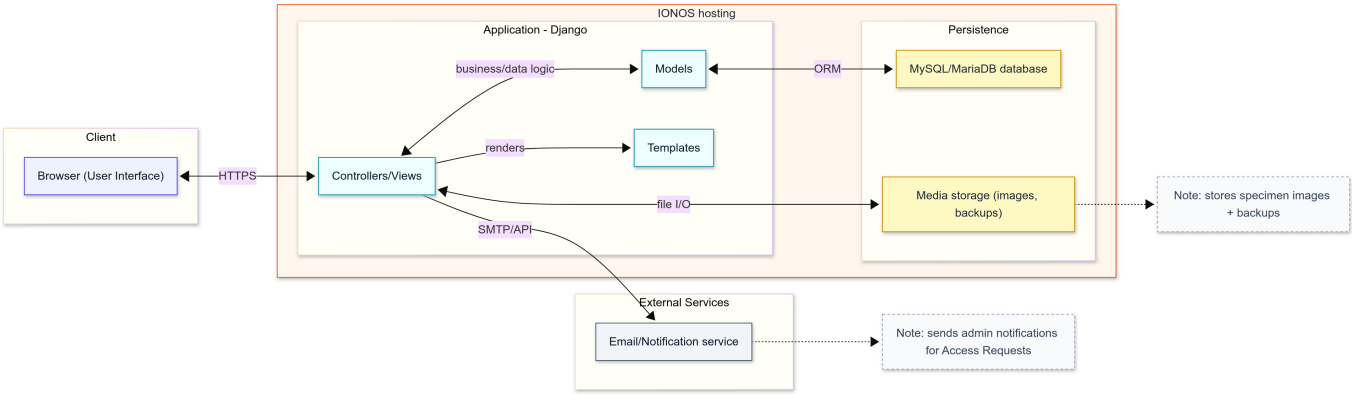 IONOS hosting
Application - Django
Persistence
business/data logic
Models
ORM
MySQL/MariaDB database
Client
renders
Templates
Browser (User Interface)
HTTPS
Controllers/Views
file I/O
Media storage (images,
backups)
Note: stores specimen images
+ backups
SMTP/API
External Services
Email/Notification service
Note: sends admin notifications
for Access Requests